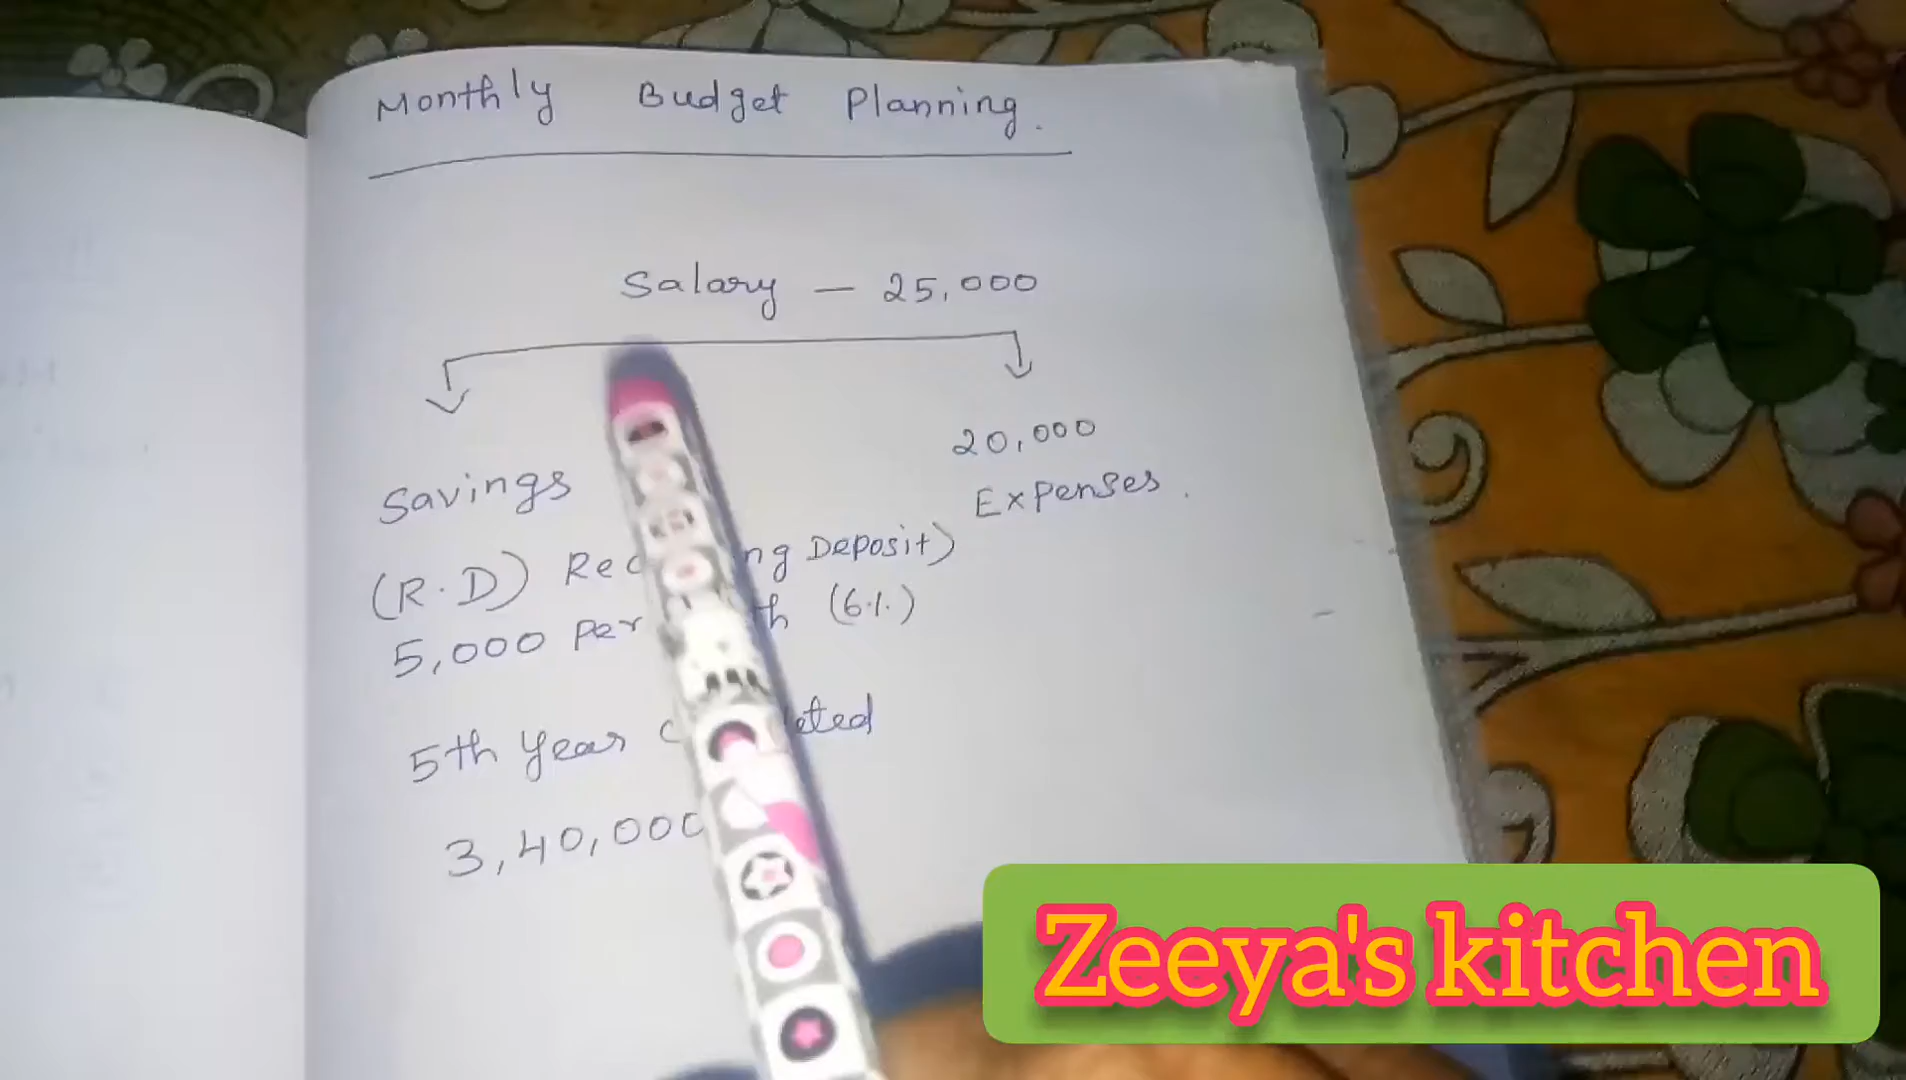 Monthly Budget Planning.
Salary — 25,000
20,000
Expenses.
Savings
(R.D) Rec ng Deposit)
5,000 Per th (6%)
5th Year c eted
3,40,000
Zeeya's kitchen